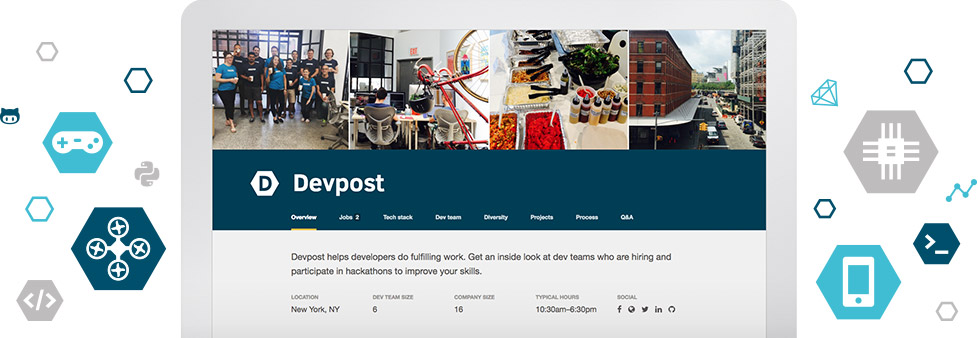 D Devpost
Overview Jobs 2 Tech stack Dev team Diversity Projects Process Q&A
Devpost helps developers do fulfilling work. Get an inside look at dev teams who are hiring and
participate in hackathons to improve your skills.
LOCATION DEV TEAM SIZE COMPANY SIZE TYPICAL HOURS SOCIAL
New York, NY 6 16 10:30am–6:30pm